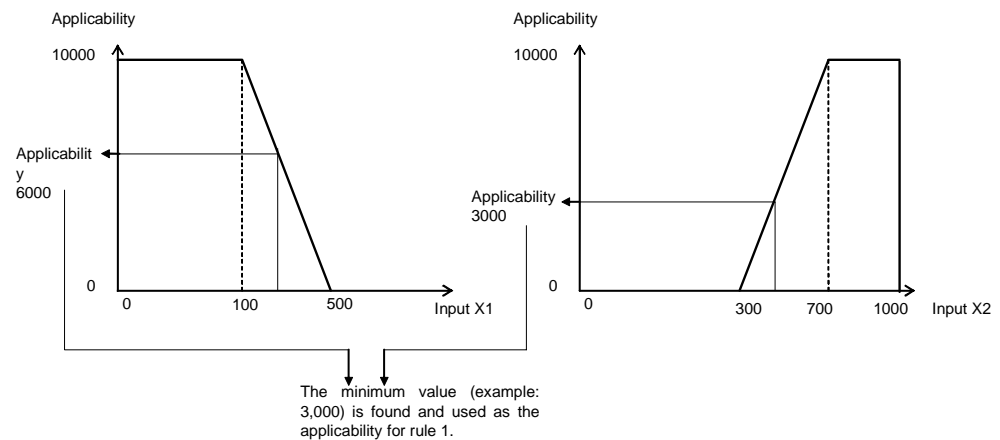 Applicability
10000
Applicabilit
y
6000
0
0
100
500
Input X1
Applicability
10000
Applicability
3000
0
0
300
700
1000
Input X2
The minimum value (example:
3,000) is found and used as the
applicability for rule 1.